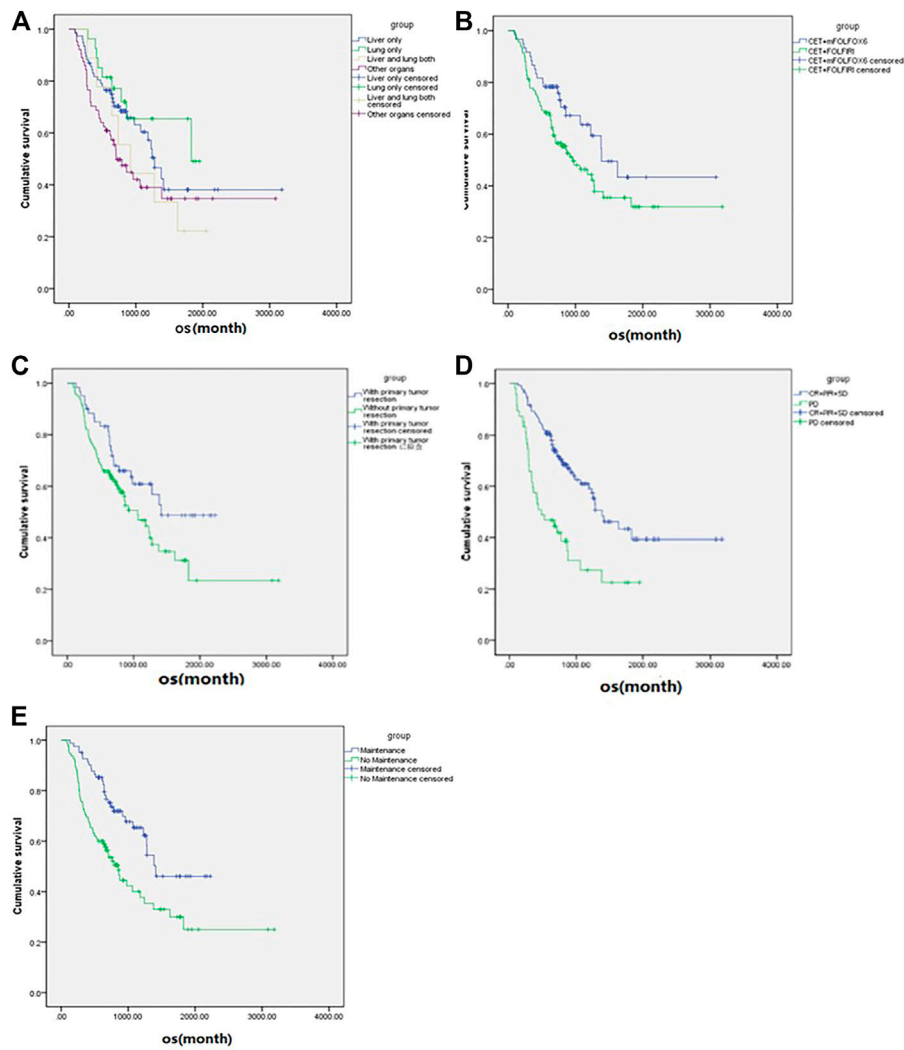 A
group
Liver only
Lung only
Liver and lung both
Other organs
Liver only censored
Lung only censored
Liver and lung both
censored
Other organs censored
Cumulative survival
1.0
0.8
0.6
0.4
0.2
0.0
.00
1000.00
2000.00
3000.00
4000.00
os(month)
B
group
CET+mFOLFOX6
CET+FOLFIRI
CET+mFOLFOX6 censored
CET+FOLFIRI censored
Cumulative survival
1.0
0.8
0.6
0.4
0.2
0.0
.00
1000.00
2000.00
3000.00
4000.00
os(month)
C
group
With primary tumor
resection
Without primary tumor
resection
With primary tumor
resection censored
With primary tumor
resection
Cumulative survival
1.0
0.8
0.6
0.4
0.2
0.0
.00
1000.00
2000.00
3000.00
4000.00
os(month)
D
group
CR+PR+SD
PD
CR+PR+SD censored
PD censored
Cumulative survival
1.0
0.8
0.6
0.4
0.2
0.0
.00
1000.00
2000.00
3000.00
4000.00
os(month)
E
group
Maintenance
No Maintenance
Maintenance censored
No Maintenance censored
Cumulative survival
1.0
0.8
0.6
0.4
0.2
0.0
.00
1000.00
2000.00
3000.00
4000.00
os(month)